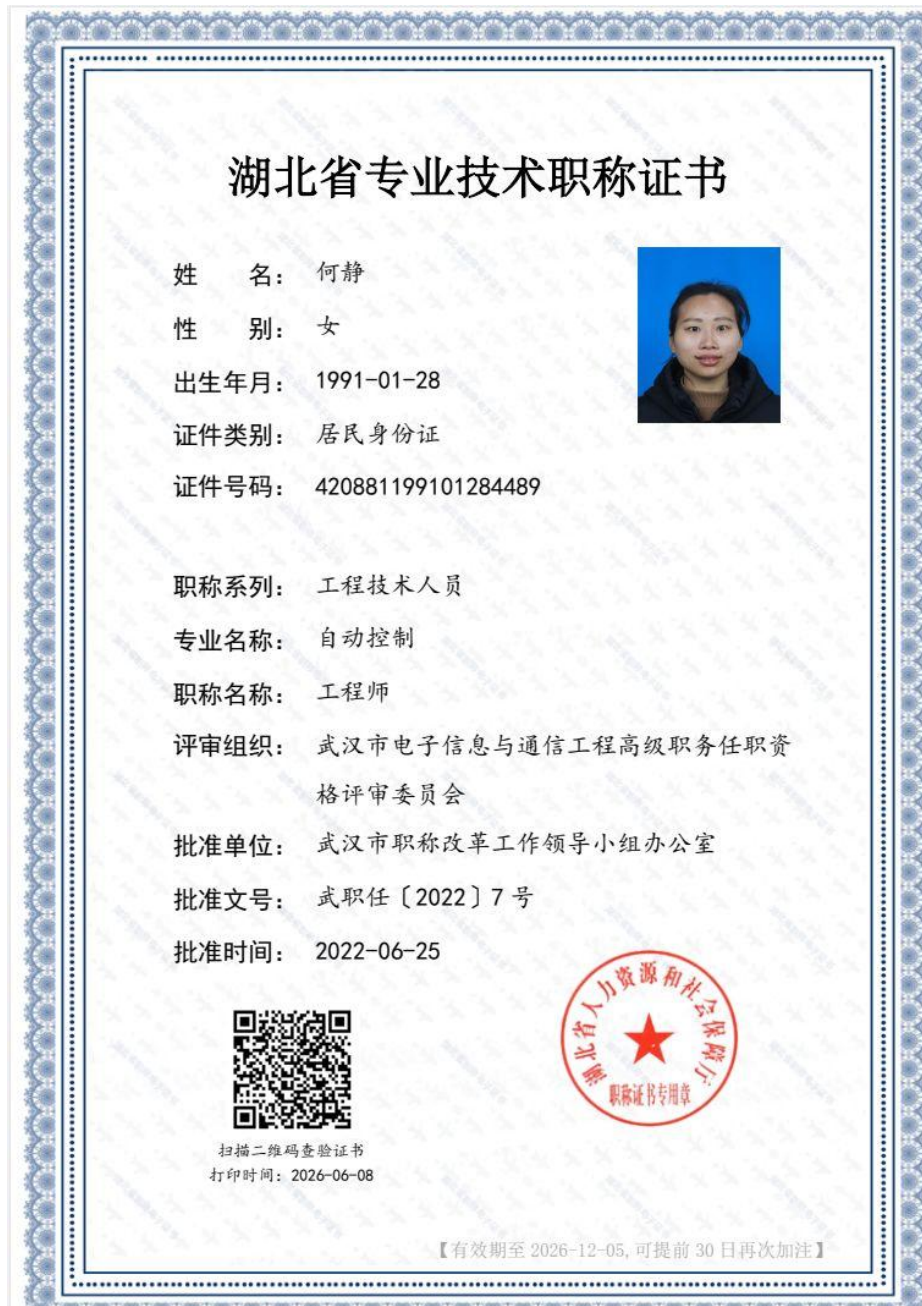 湖北省专业技术职称证书
姓 名： 何静
性 别： 女
出生年月： 1991-01-28
证件类别： 居民身份证
证件号码： 420881199101284489
职称系列： 工程技术人员
专业名称： 自动控制
职称名称： 工程师
评审组织： 武汉市电子信息与通信工程高级职务任职资
格评审委员会
批准单位： 武汉市职称改革工作领导小组办公室
批准文号： 武职任〔2022〕7 号
批准时间： 2022-06-25
湖北省人力资源和社会保障厅
职称证书专用章
扫描二维码查验证书
打印时间：2026-06-08
【有效期至 2026-12-05,可提前 30 日再次加注】